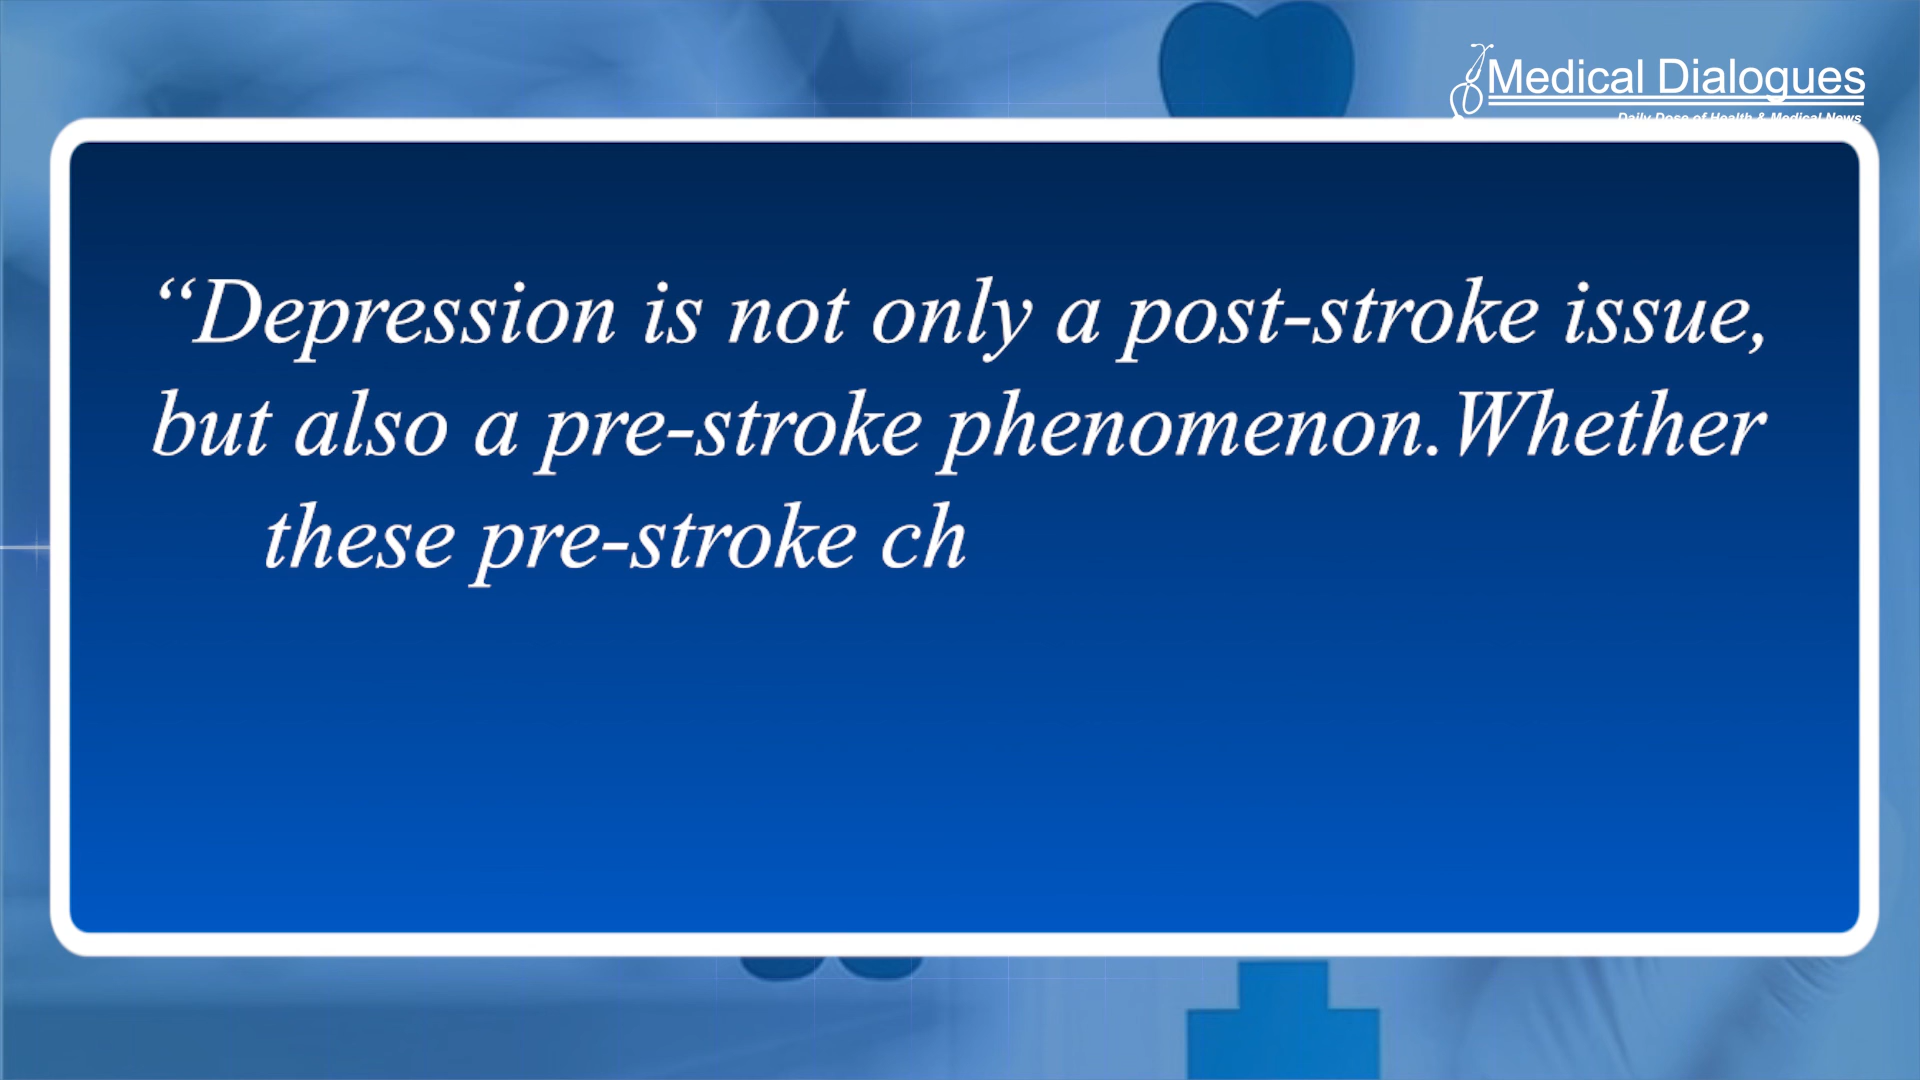 Medical Dialogues
Daily Dose of Health & Medical News
“Depression is not only a post-stroke issue,
but also a pre-stroke phenomenon.Whether
these pre-stroke ch